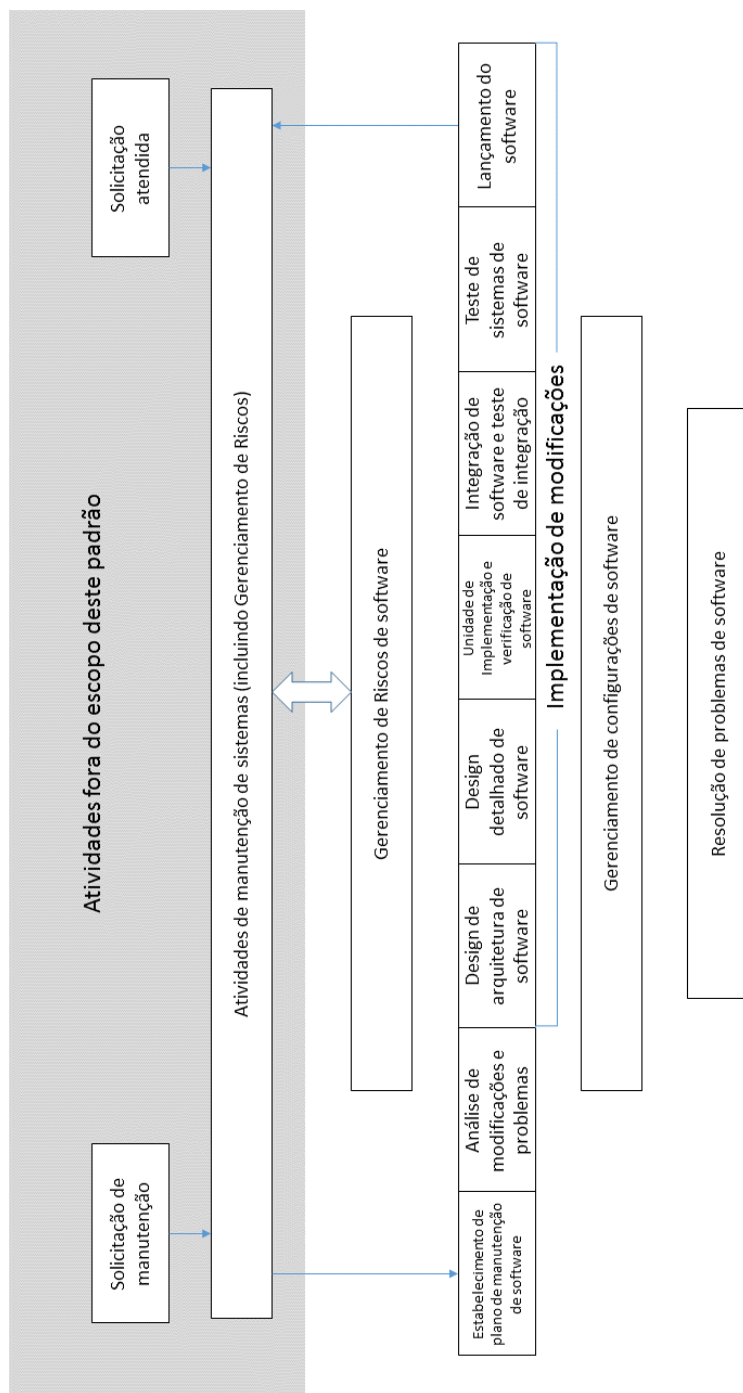 Atividades fora do escopo deste padrão
Solicitação de
manutenção
Solicitação
atendida
Atividades de manutenção de sistemas (incluindo Gerenciamento de Riscos)
Gerenciamento de Riscos de software
Estabelecimento de
plano de manutenção
de software
Análise de
modificações e
problemas
Design de
arquitetura de
software
Design
detalhado de
software
Unidade de
Implementação e
verificação de
software
Integração de
software e teste
de integração
Teste de
sistemas de
software
Lançamento do
software
Implementação de modificações
Gerenciamento de configurações de software
Resolução de problemas de software